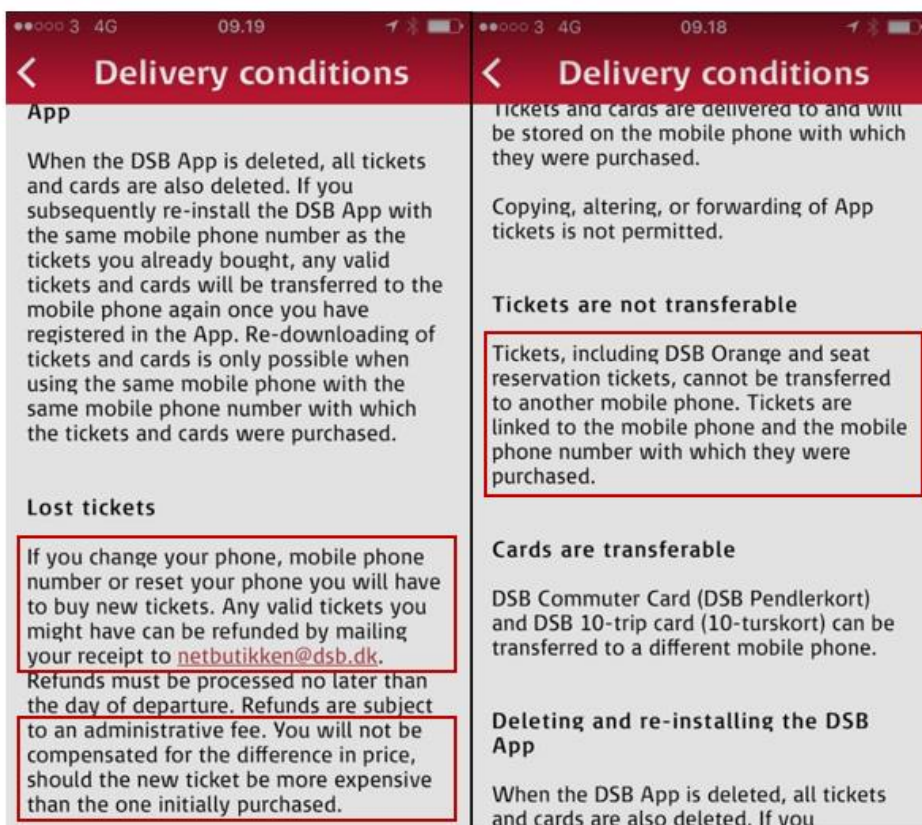 3 4G 09.19
Delivery conditions
App
When the DSB App is deleted, all tickets
and cards are also deleted. If you
subsequently re-install the DSB App with
the same mobile phone number as the
tickets you already bought, any valid
tickets and cards will be transferred to the
mobile phone again once you have
registered in the App. Re-downloading of
tickets and cards is only possible when
using the same mobile phone with the
same mobile phone number with which
the tickets and cards were purchased.
Lost tickets
If you change your phone, mobile phone
number or reset your phone you will have
to buy new tickets. Any valid tickets you
might have can be refunded by mailing
your receipt to netbutikken@dsb.dk.
Refunds must be processed no later than
the day of departure. Refunds are subject
to an administrative fee. You will not be
compensated for the difference in price,
should the new ticket be more expensive
than the one initially purchased.
3 4G 09.18
Delivery conditions
Tickets and cards are delivered to and will
be stored on the mobile phone with which
they were purchased.
Copying, altering, or forwarding of App
tickets is not permitted.
Tickets are not transferable
Tickets, including DSB Orange and seat
reservation tickets, cannot be transferred
to another mobile phone. Tickets are
linked to the mobile phone and the mobile
phone number with which they were
purchased.
Cards are transferable
DSB Commuter Card (DSB Pendlerkort)
and DSB 10-trip card (10-turskort) can be
transferred to a different mobile phone.
Deleting and re-installing the DSB
App
When the DSB App is deleted, all tickets
and cards are also deleted. If you